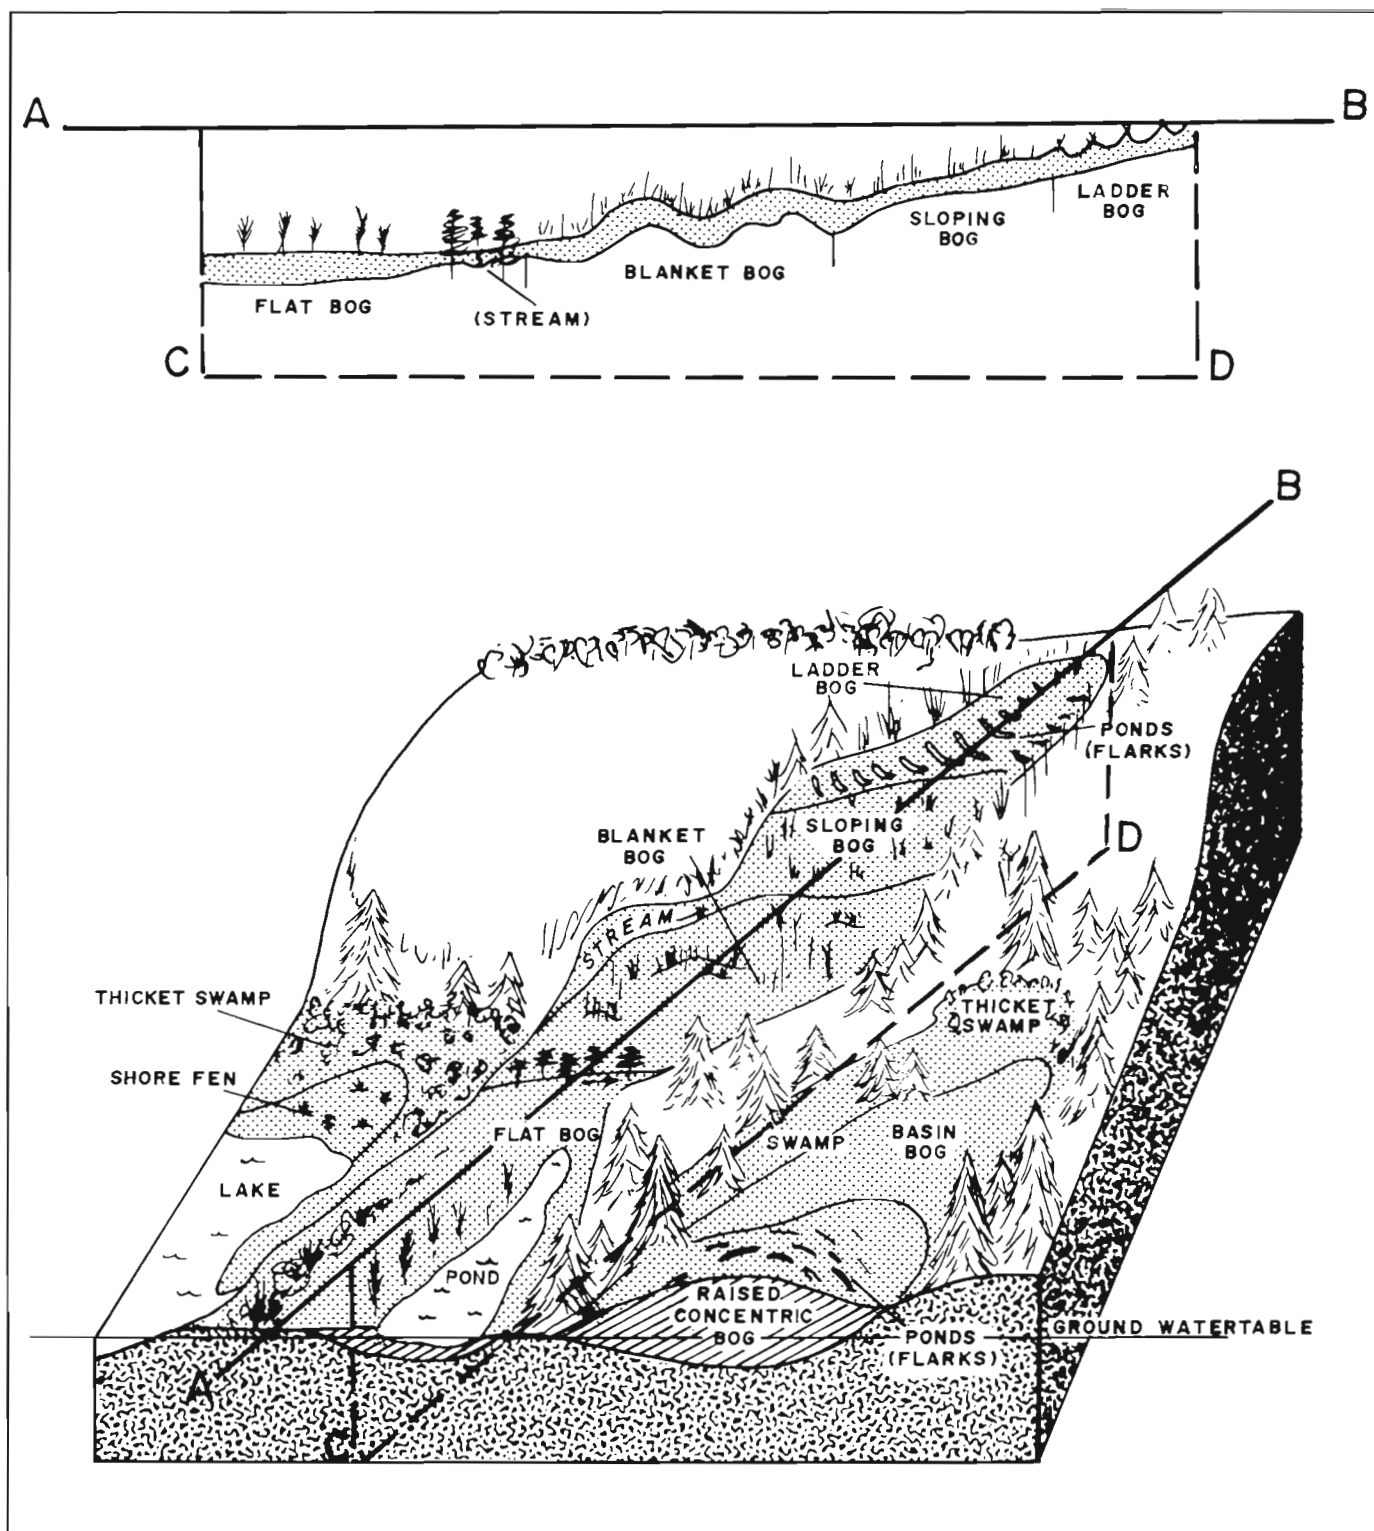 A
B
LADDER
BOG
SLOPING
BOG
BLANKET BOG
FLAT BOG
(STREAM)
C
D
B
LADDER
BOG
PONDS
(FLARKS)
SLOPING
BOG
BLANKET
BOG
D
STREAM
THICKET SWAMP
THICKET
SWAMP
SHORE FEN
FLAT BOG
SWAMP
BASIN
BOG
LAKE
POND
RAISED
CONCENTRIC
BOG
GROUND WATERTABLE
PONDS
(FLARKS)
A
C